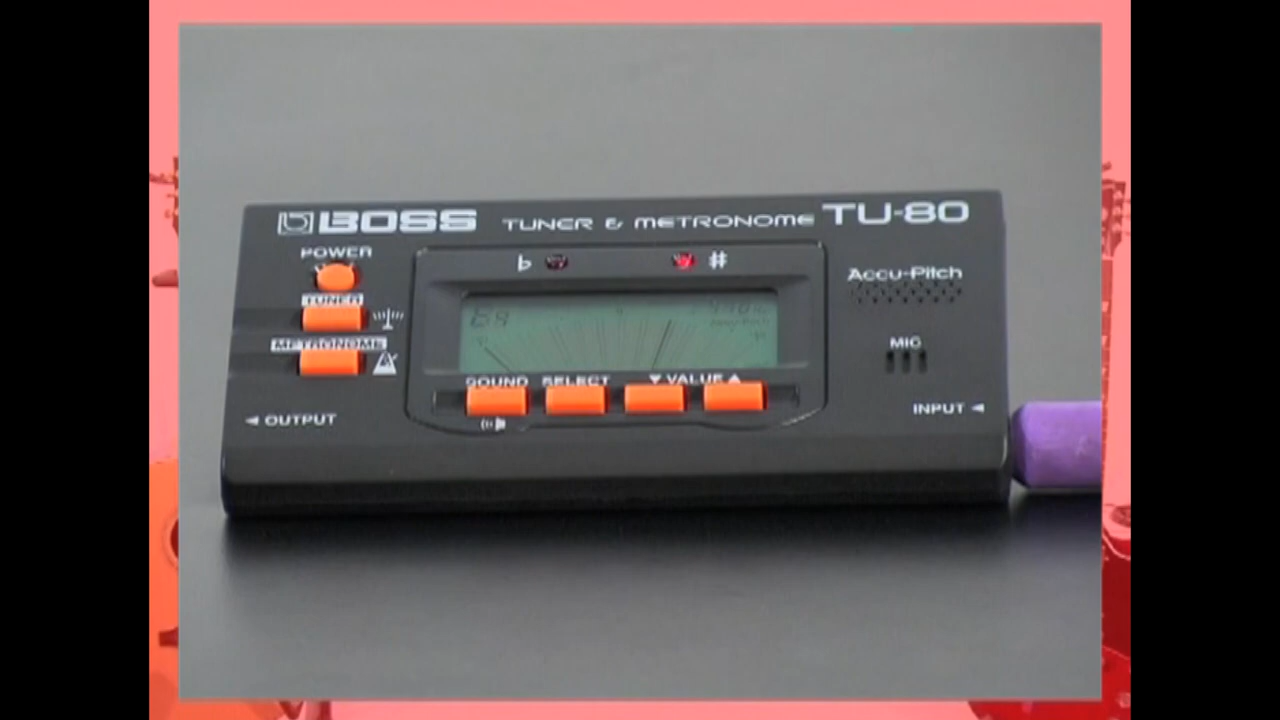 BOSS TUNER & METRONOME TU-80
POWER
♭ ♯
TUNER
Accu-Pitch
METRONOME
MIC
SOUND SELECT ▼ VALUE ▲
◄ OUTPUT
INPUT ◄